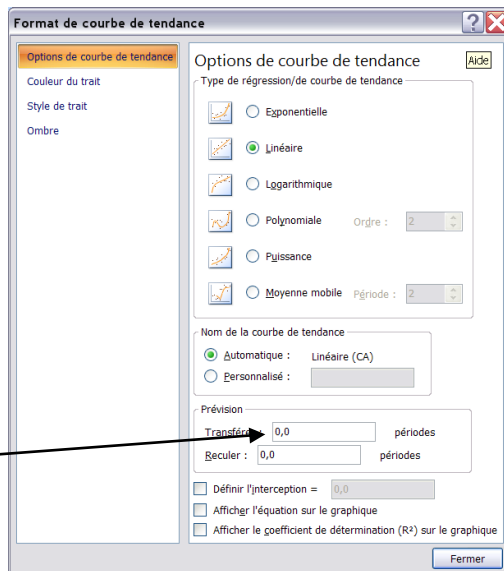 Format de courbe de tendance
Options de courbe de tendance
Couleur du trait
Style de trait
Ombre
Options de courbe de tendance
Aide
Type de régression/de courbe de tendance
Exponentielle
Linéaire
Logarithmique
Polynomiale Ordre : 2
Puissance
Moyenne mobile Période : 2
Nom de la courbe de tendance
Automatique : Linéaire (CA)
Personnalisé :
Prévision
Transférer : 0,0 périodes
Reculer : 0,0 périodes
Définir l'interception = 0,0
Afficher l'équation sur le graphique
Afficher le coefficient de détermination (R²) sur le graphique
Fermer